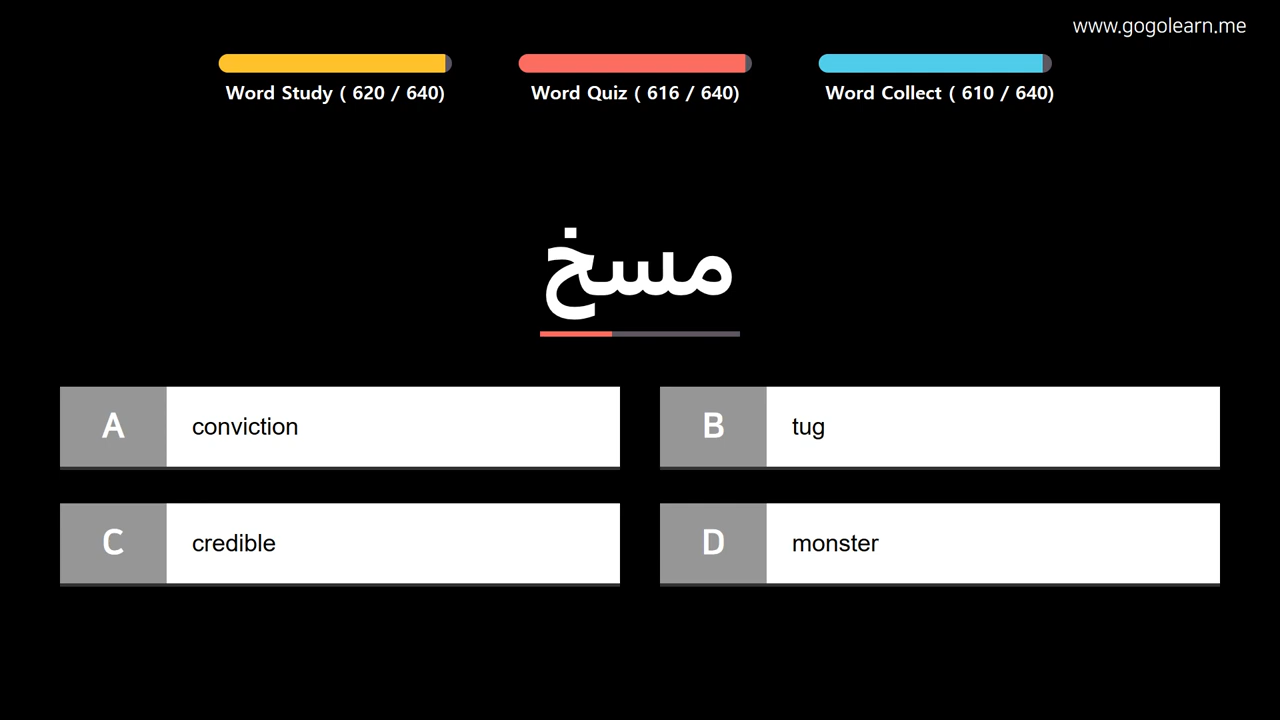 www.gogolearn.me
Word Study ( 620 / 640)
Word Quiz ( 616 / 640)
Word Collect ( 610 / 640)
مسخ
A conviction
B tug
C credible
D monster